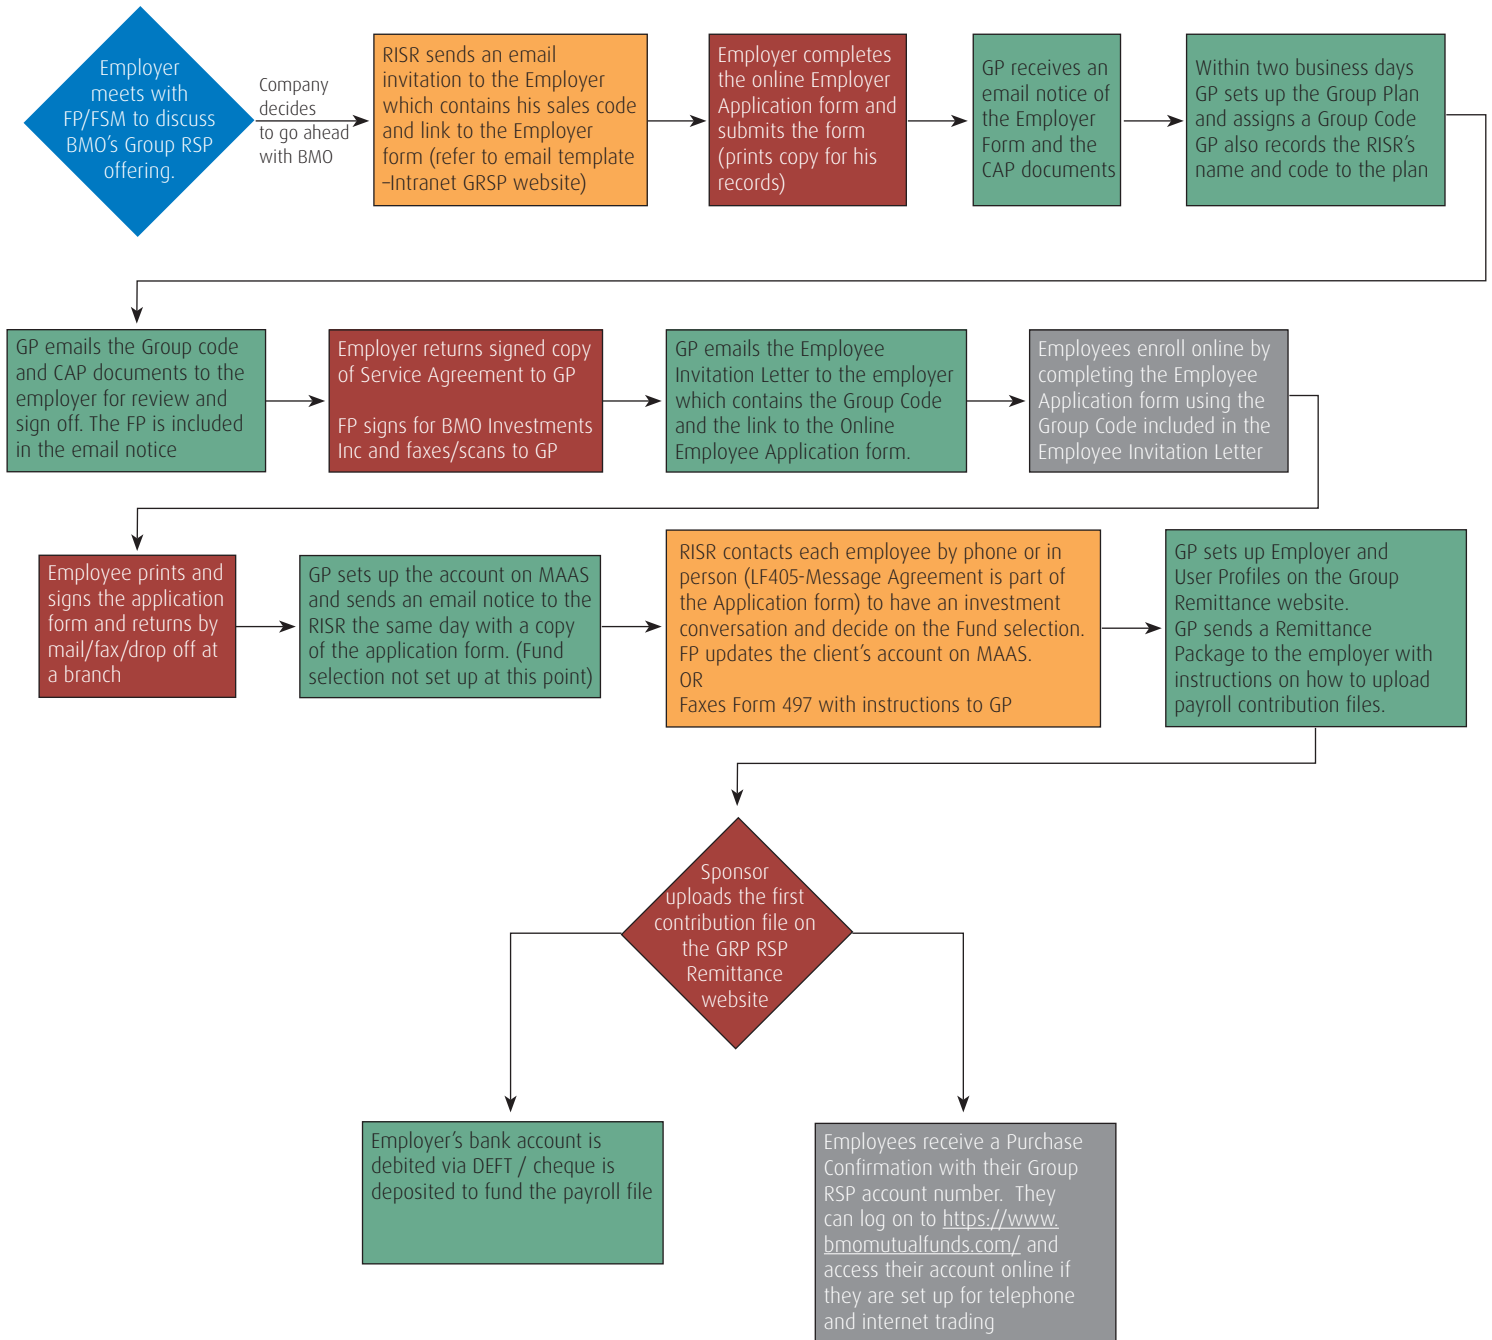 Employer
meets with
FP/FSM to discuss
BMO's Group RSP
offering.
Company
decides
to go ahead
with BMO
RISR sends an email
invitation to the Employer
which contains his sales code
and link to the Employer
form (refer to email template
–Intranet GRSP website)
Employer completes
the online Employer
Application form and
submits the form
(prints copy for his
records)
GP receives an
email notice of
the Employer
Form and the
CAP documents
Within two business days
GP sets up the Group Plan
and assigns a Group Code
GP also records the RISR's
name and code to the plan
GP emails the Group code
and CAP documents to the
employer for review and
sign off. The FP is included
in the email notice
Employer returns signed copy
of Service Agreement to GP
FP signs for BMO Investments
Inc and faxes/scans to GP
GP emails the Employee
Invitation Letter to the employer
which contains the Group Code
and the link to the Online
Employee Application form.
Employees enroll online by
completing the Employee
Application form using the
Group Code included in the
Employee Invitation Letter
Employee prints and
signs the application
form and returns by
mail/fax/drop off at
a branch
GP sets up the account on MAAS
and sends an email notice to the
RISR the same day with a copy
of the application form. (Fund
selection not set up at this point)
RISR contacts each employee by phone or in
person (LF405-Message Agreement is part of
the Application form) to have an investment
conversation and decide on the Fund selection.
FP updates the client's account on MAAS.
OR
Faxes Form 497 with instructions to GP
GP sets up Employer and
User Profiles on the Group
Remittance website.
GP sends a Remittance
Package to the employer with
instructions on how to upload
payroll contribution files.
Sponsor
uploads the first
contribution file on
the GRP RSP
Remittance
website
Employer's bank account is
debited via DEFT / cheque is
deposited to fund the payroll file
Employees receive a Purchase
Confirmation with their Group
RSP account number.  They
can log on to https://www.
bmomutualfunds.com/ and
access their account online if
they are set up for telephone
and internet trading